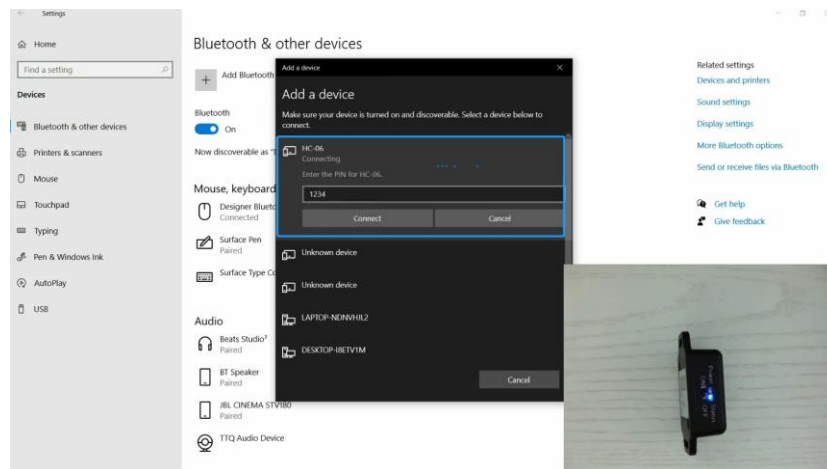 Settings
Home
Find a setting
Devices
Bluetooth & other devices
Printers & scanners
Mouse
Touchpad
Typing
Pen & Windows Ink
AutoPlay
USB
Bluetooth & other devices
Add Bluetooth
Bluetooth
On
Now discoverable as
Mouse, keyboard
Designer Blueto
Connected
Surface Pen
Paired
Surface Type Co
Audio
Beats Studio³
Paired
BT Speaker
Paired
JBL CINEMA STV180
Paired
TTQ Audio Device
Add a device
Add a device
Make sure your device is turned on and discoverable. Select a device below to
connect.
HC-06
Connecting
Enter the PIN for HC-06.
1234
Connect
Cancel
Unknown device
Unknown device
LAPTOP-NDNVHJL2
DESKTOP-I8ETV1M
Cancel
Related settings
Devices and printers
Sound settings
Display settings
More Bluetooth options
Send or receive files via Bluetooth
Get help
Give feedback
Status
OFF